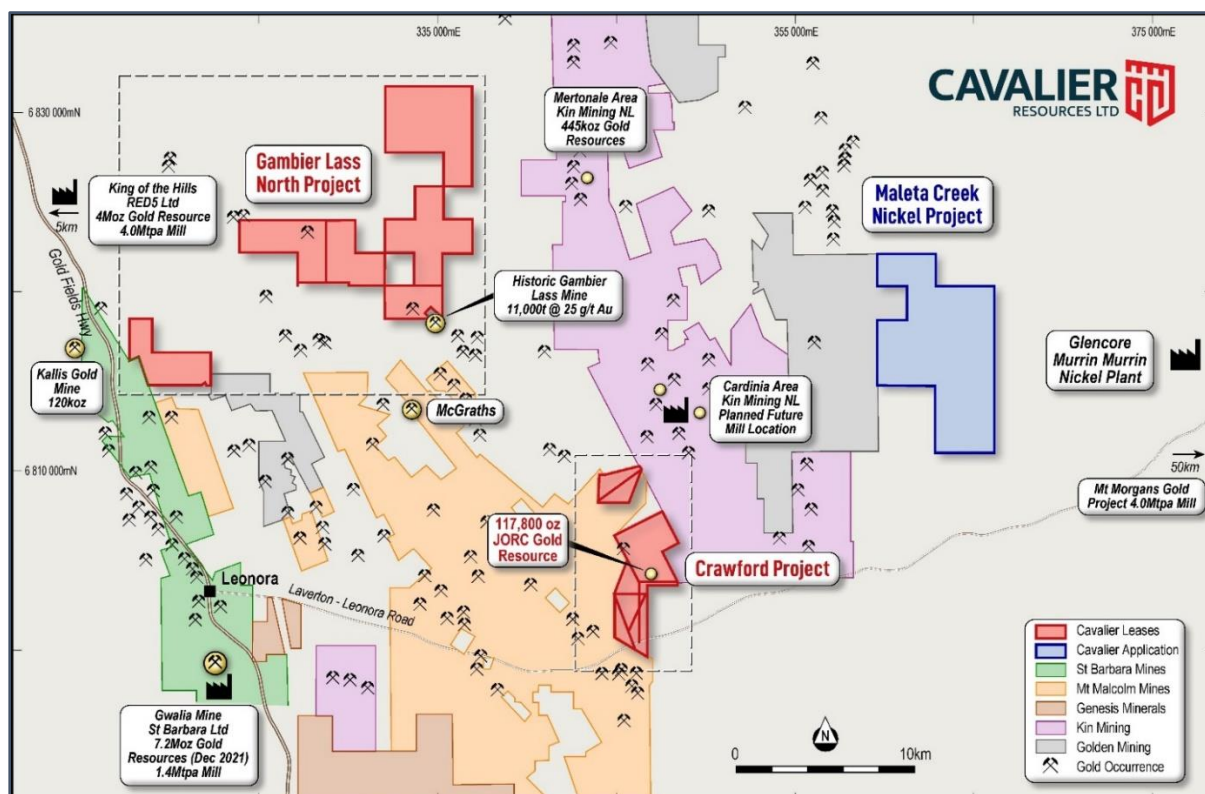 335 000mE
355 000mE
375 000mE
CAVALIER
RESOURCES LTD
6 830 000mN
Mertonale Area
Kin Mining NL
445koz Gold
Resources
Gambier Lass
North Project
King of the Hills
RED5 Ltd
4Moz Gold Resource
4.0Mtpa Mill
5km
Maleta Creek
Nickel Project
Gold Fields Hwy
Historic Gambier
Lass Mine
11,000t @ 25 g/t Au
Glencore
Murrin Murrin
Nickel Plant
Kallis Gold
Mine
120koz
McGraths
Cardinia Area
Kin Mining NL
Planned Future
Mill Location
6 810 000mN
50km
Mt Morgans Gold
Project 4.0Mtpa Mill
117,800 oz
JORC Gold
Resource
Crawford Project
Leonora
Laverton - Leonora Road
Gwalia Mine
St Barbara Ltd
7.2Moz Gold
Resources (Dec 2021)
1.4Mtpa Mill
N
0
10km
Cavalier Leases
Cavalier Application
St Barbara Mines
Mt Malcolm Mines
Genesis Minerals
Kin Mining
Golden Mining
Gold Occurrence